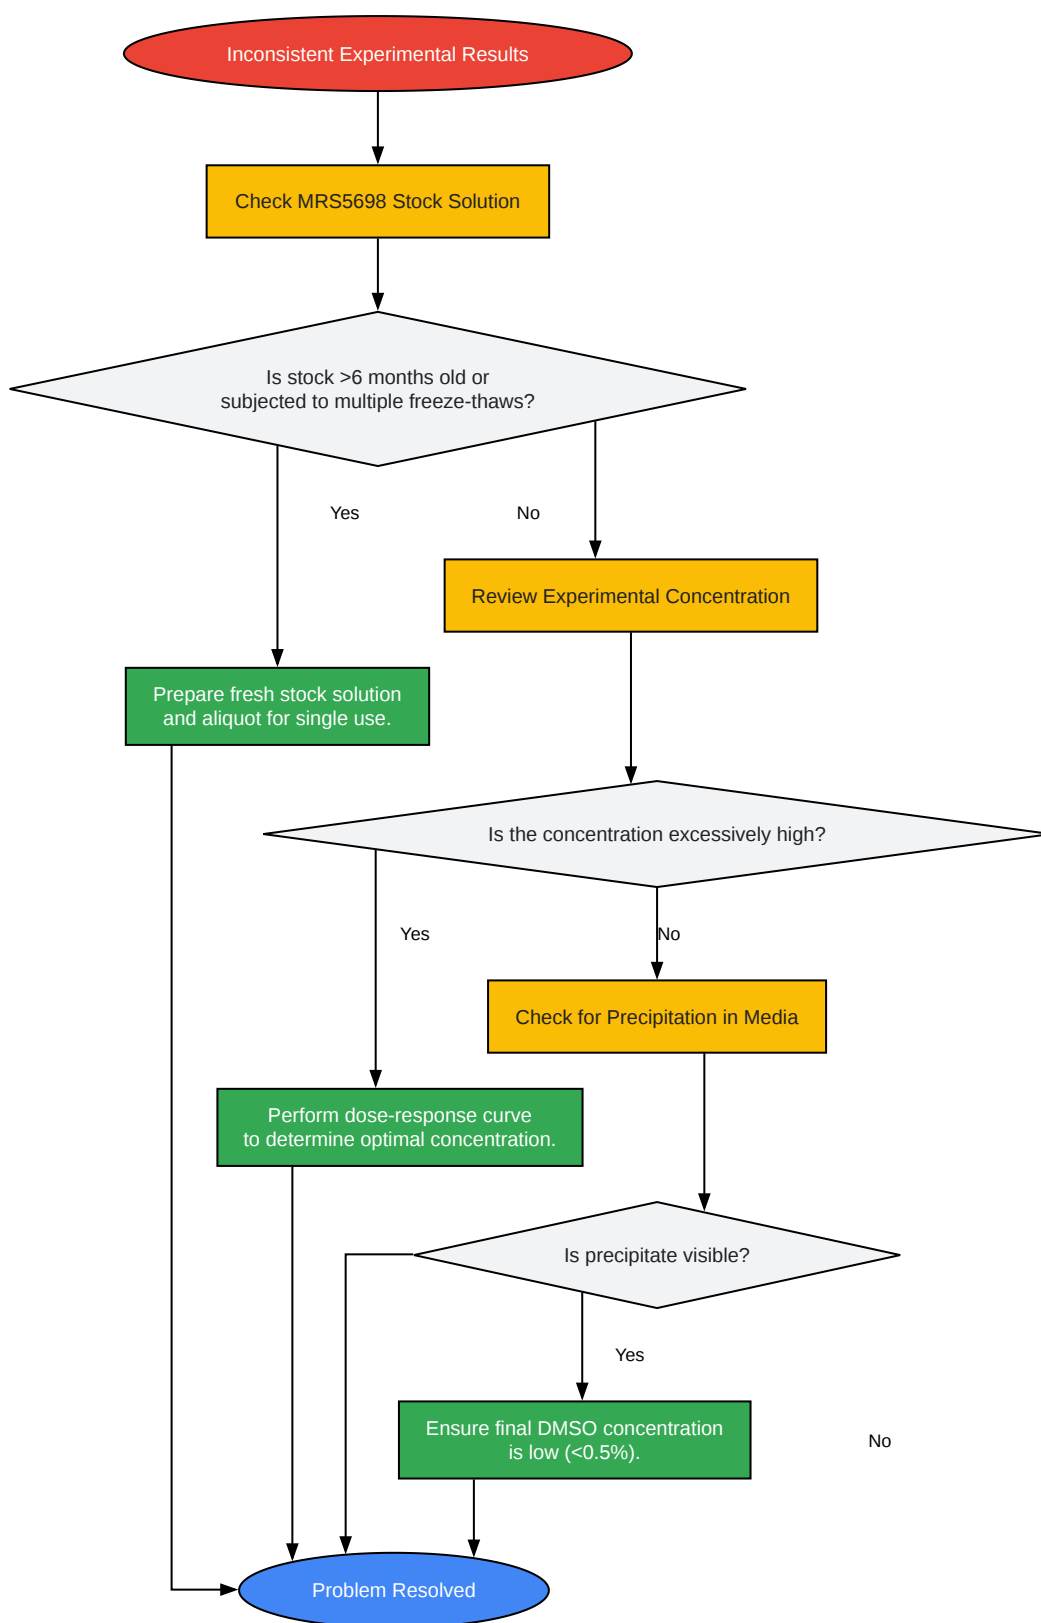 Inconsistent Experimental Results
Check MRS5698 Stock Solution
Is stock >6 months old or
subjected to multiple freeze-thaws?
Yes
No
Review Experimental Concentration
Prepare fresh stock solution
and aliquot for single use.
Is the concentration excessively high?
Yes
No
Check for Precipitation in Media
Perform dose-response curve
to determine optimal concentration.
Is precipitate visible?
Yes
Ensure final DMSO concentration
is low (<0.5%).
No
Problem Resolved